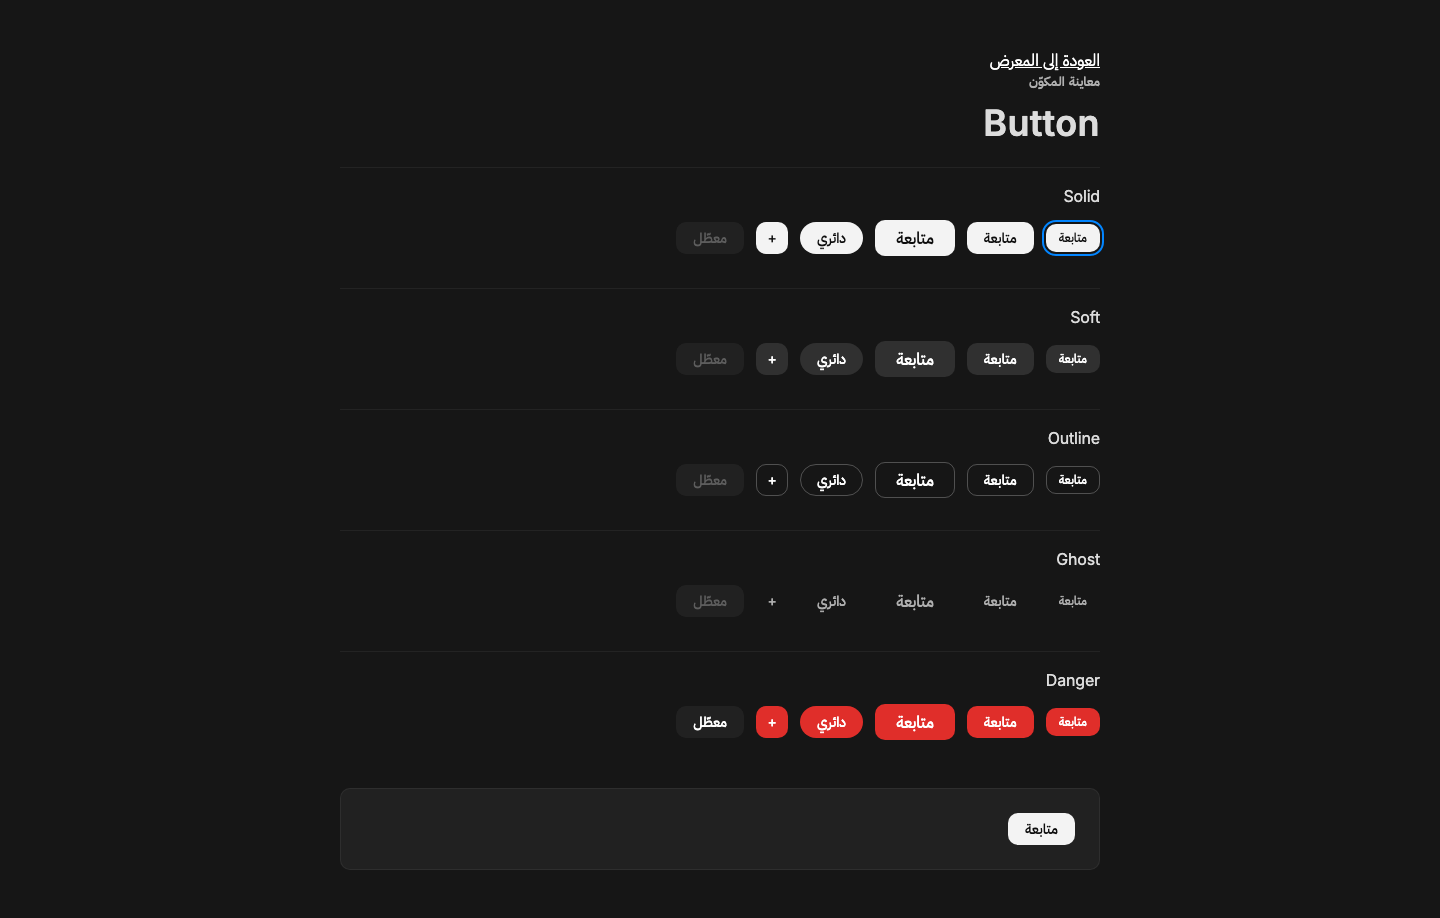 العودة إلى المعرض
معاينة المكوّن
Button
Solid
متابعة متابعة متابعة دائري + معطّل
Soft
متابعة متابعة متابعة دائري + معطّل
Outline
متابعة متابعة متابعة دائري + معطّل
Ghost
متابعة متابعة متابعة دائري + معطّل
Danger
متابعة متابعة متابعة دائري + معطّل
متابعة